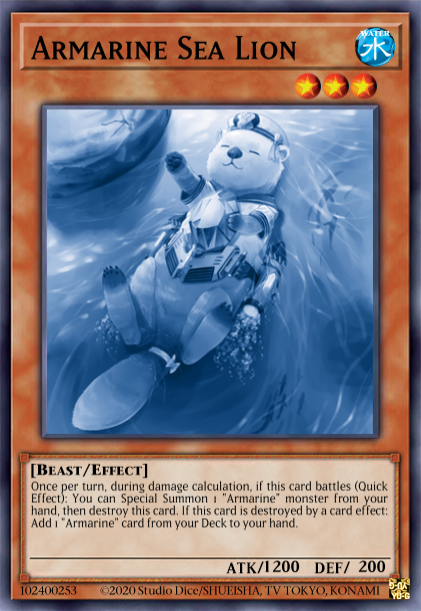 Armarine Sea Lion
WATER
水
[Beast/Effect]
Once per turn, during damage calculation, if this card battles (Quick
Effect): You can Special Summon 1 "Armarine" monster from your
hand, then destroy this card. If this card is destroyed by a card effect:
Add 1 "Armarine" card from your Deck to your hand.
ATK/1200 DEF/ 200
102400253 ©2020 Studio Dice/SHUEISHA, TV TOKYO, KONAMI